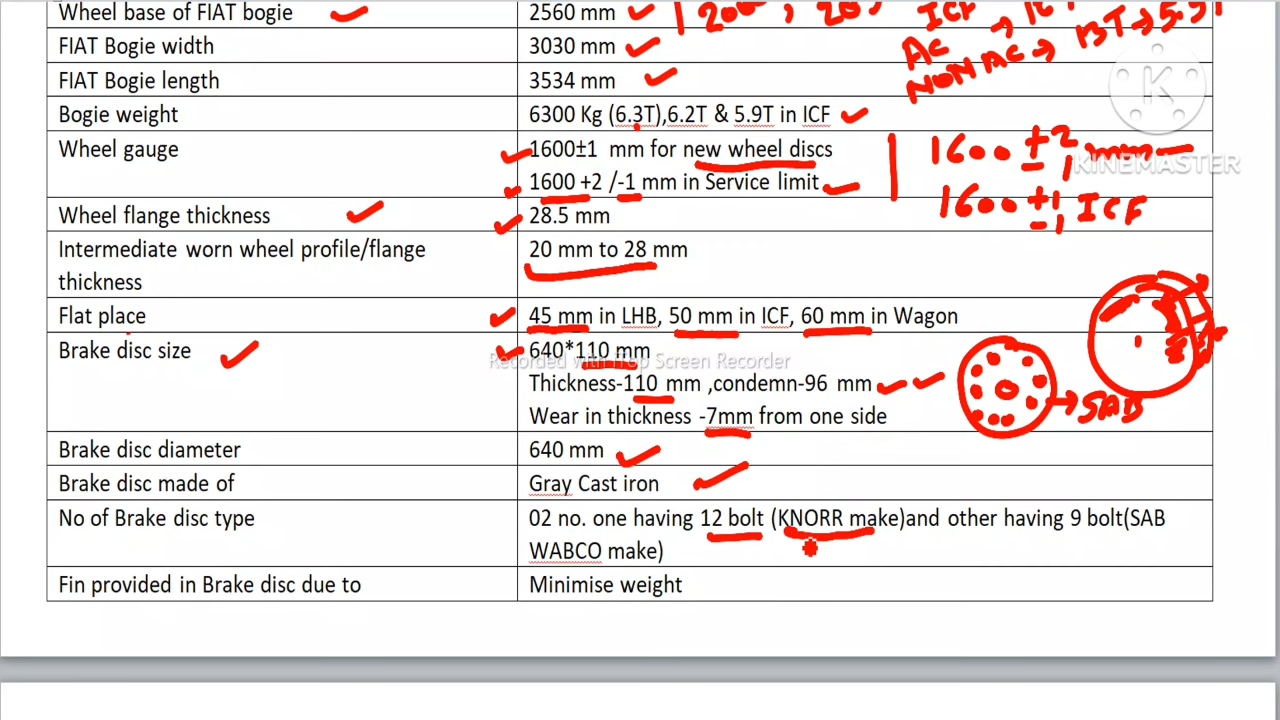 Wheel base of FIAT bogie 2560 mm
ICF
FIAT Bogie width 3030 mm
AC
NON AC → BT → 5.9T
FIAT Bogie length 3534 mm
K
Bogie weight 6300 Kg (6.3T),6.2T & 5.9T in ICF
Wheel gauge 1600±1 mm for new wheel discs
1600 +2 /-1 mm in Service limit
1600 +2 -1 mm
KINEMASTER
1600 +1 -1 ICF
Wheel flange thickness 28.5 mm
Intermediate worn wheel profile/flange thickness 20 mm to 28 mm
Flat place 45 mm in LHB, 50 mm in ICF, 60 mm in Wagon
Brake disc size 640*110 mm
Recorded with iTop Screen Recorder
Thickness-110 mm ,condemn-96 mm
→ SAB
Wear in thickness -7mm from one side
Brake disc diameter 640 mm
Brake disc made of Gray Cast iron
No of Brake disc type 02 no. one having 12 bolt (KNORR make)and other having 9 bolt(SAB
WABCO make)
Fin provided in Brake disc due to Minimise weight